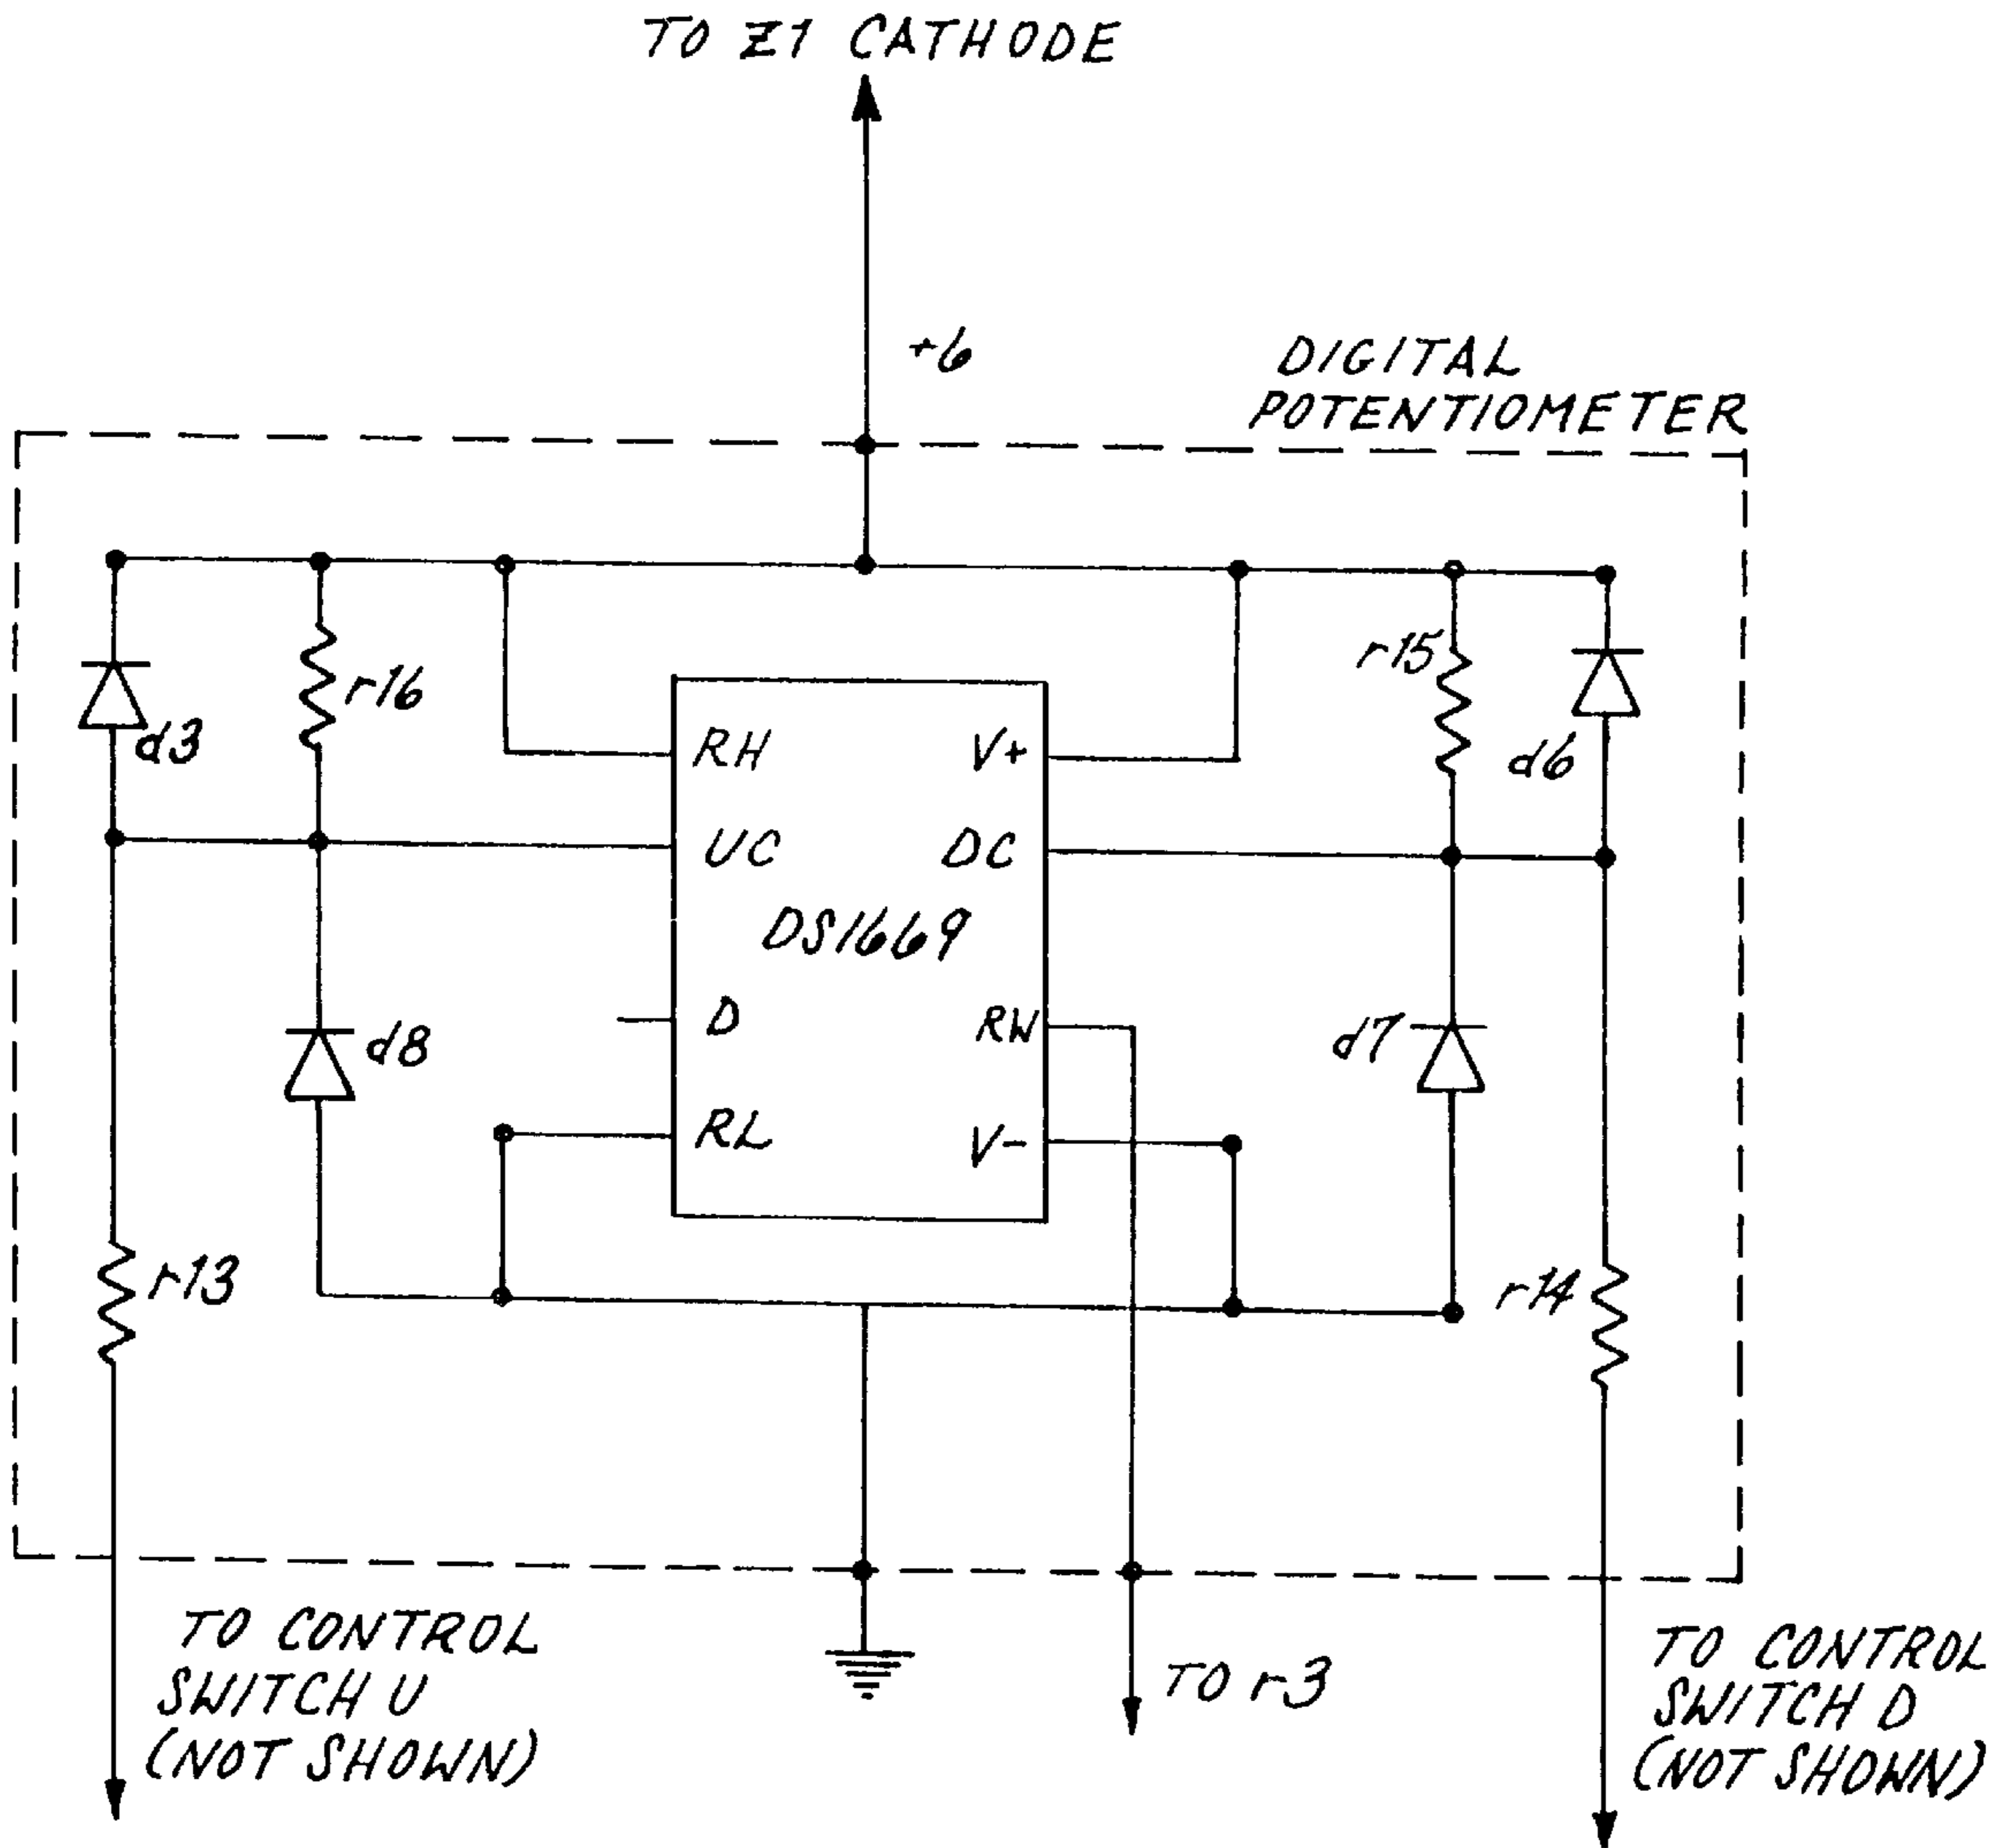 TO Z1 CATHODE
+6
DIGITAL
POTENTIOMETER
d3
r16
r15
d6
RH
V+
UC
DC
DS1669
D
RW
d8
d7
RL
V-
r13
r14
TO CONTROL
SWITCH U
(NOT SHOWN)
TO r3
TO CONTROL
SWITCH D
(NOT SHOWN)